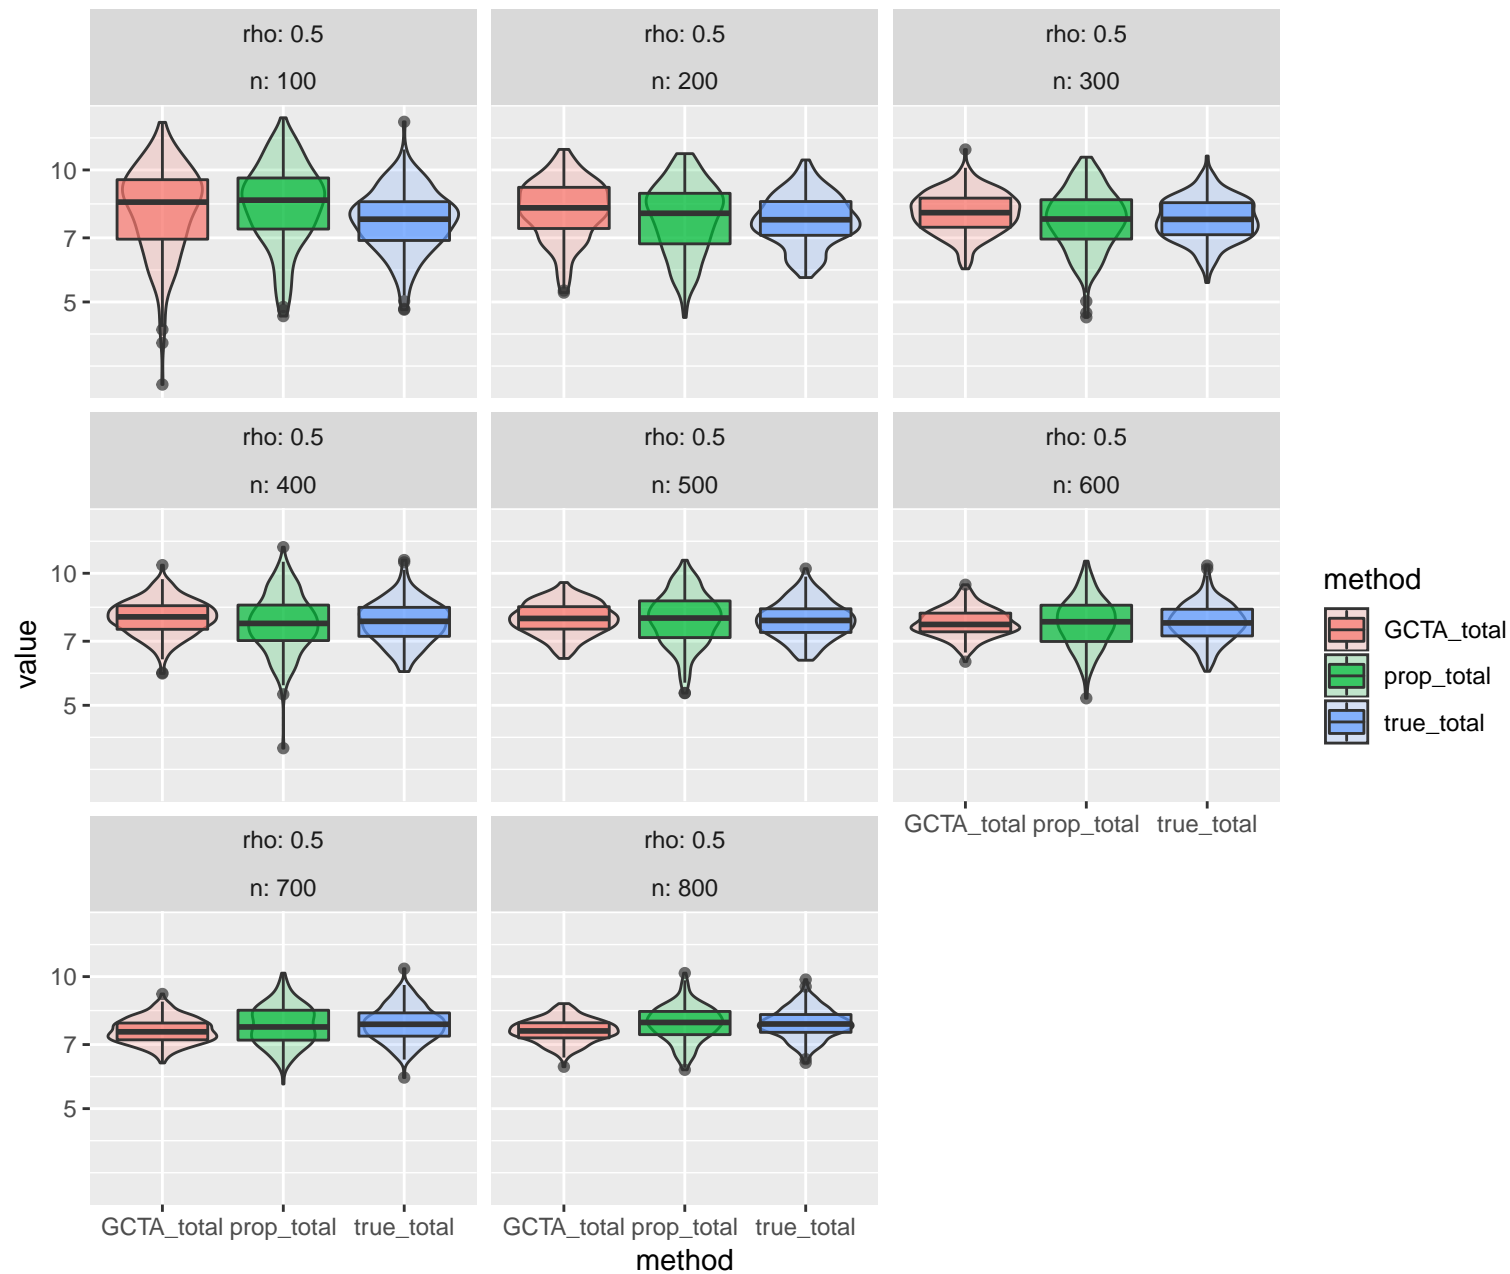 rho: 0.5
rho: 0.5
rho: 0.5
n: 100
n: 200
n: 300
10
7
5
rho: 0.5
rho: 0.5
rho: 0.5
n: 400
n: 500
n: 600
10
7
5
value
GCTA_total prop_total true_total
rho: 0.5
rho: 0.5
n: 700
n: 800
10
7
5
GCTA_total prop_total true_total
GCTA_total prop_total true_total
method
method
GCTA_total
prop_total
true_total